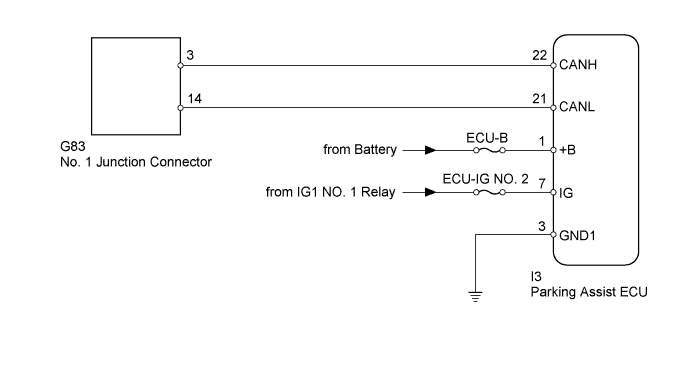 3
22
CANH
14
21
CANL
G83
No. 1 Junction Connector
from Battery
ECU-B
1
+B
from IG1 NO. 1 Relay
ECU-IG NO. 2
7
IG
3
GND1
I3
Parking Assist ECU